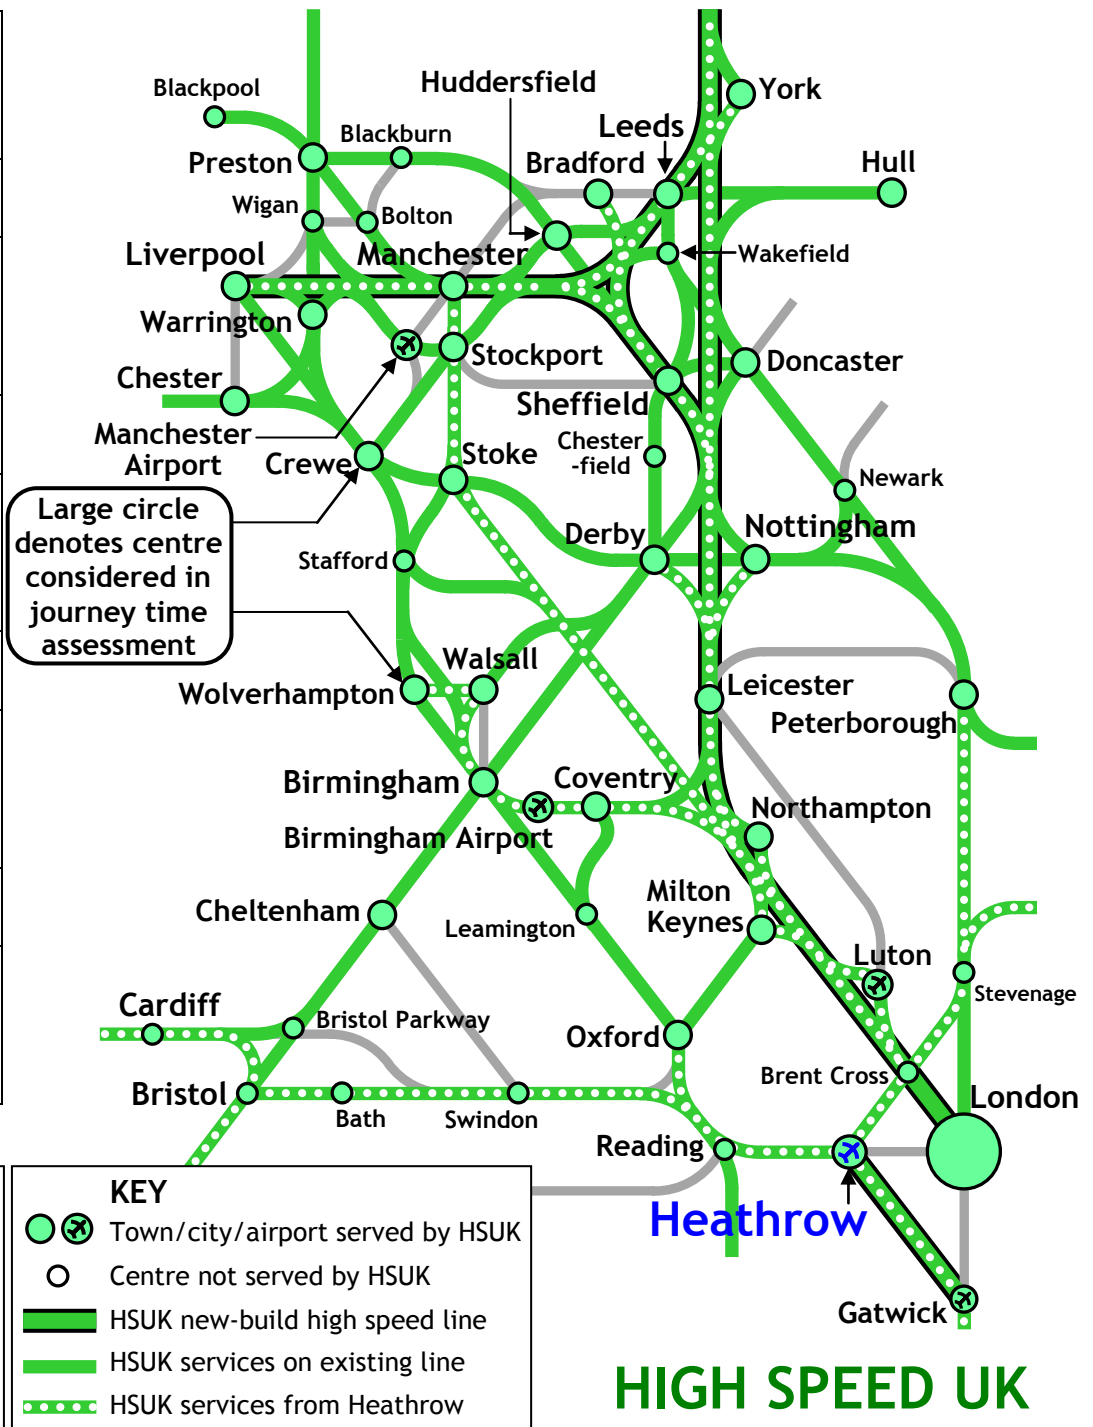 Blackpool
Huddersfield
York
Blackburn
Leeds
Preston
Bradford
Hull
Wigan
Bolton
Liverpool
Manchester
Wakefield
Warrington
Stockport
Doncaster
Chester
Sheffield
Manchester
Airport
Chester
-field
Crewe
Stoke
Newark
Large circle
denotes centre
considered in
journey time
assessment
Derby
Nottingham
Stafford
Walsall
Wolverhampton
Leicester
Peterborough
Birmingham
Coventry
Northampton
Birmingham Airport
Milton
Keynes
Cheltenham
Leamington
Luton
Stevenage
Cardiff
Bristol Parkway
Oxford
Brent Cross
London
Bristol
Bath
Swindon
Reading
Heathrow
Gatwick
KEY
Town/city/airport served by HSUK
Centre not served by HSUK
HSUK new-build high speed line
HSUK services on existing line
HSUK services from Heathrow
HIGH SPEED UK